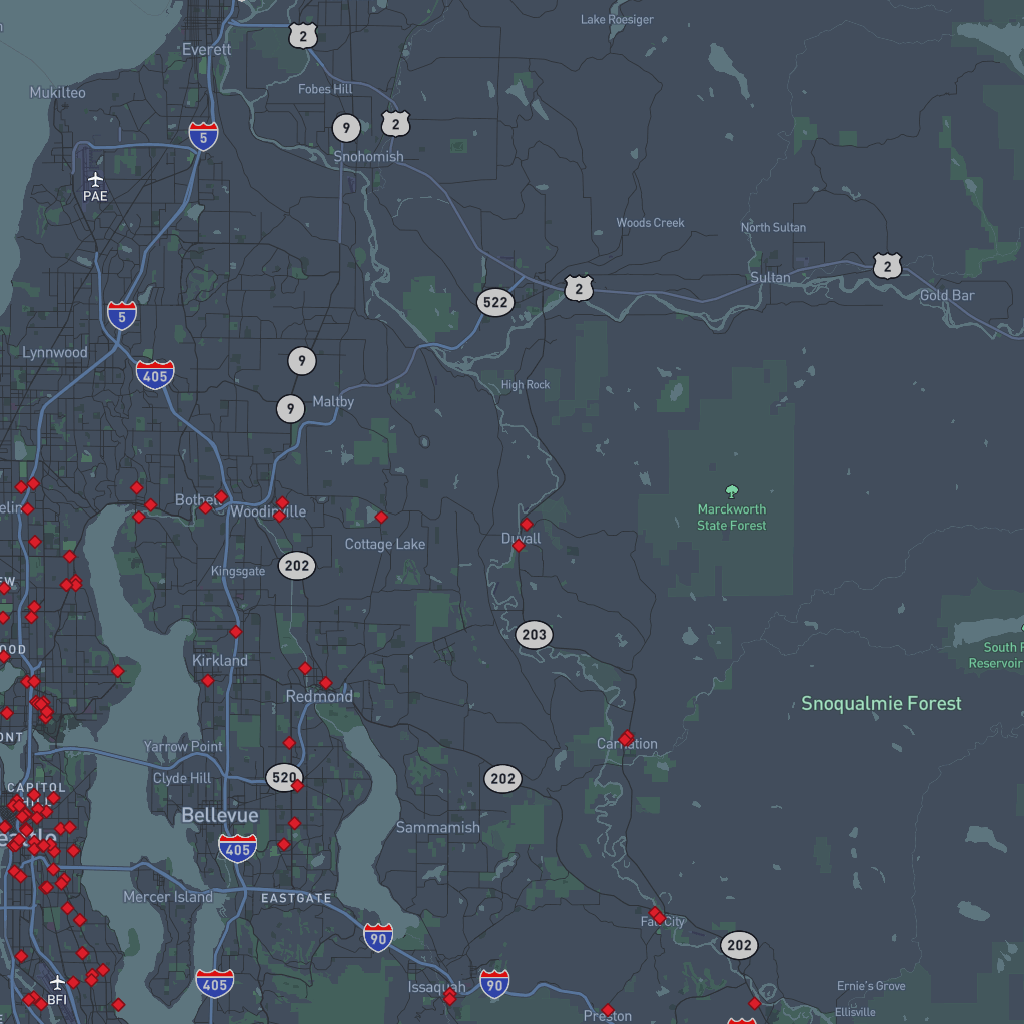 Lake Roesiger
2
Everett
Fobes Hill
Mukilteo
9
2
5
Snohomish
PAE
Woods Creek
North Sultan
2
Sultan
2
Gold Bar
522
5
Lynnwood
9
405
High Rock
9
Maltby
Marckworth
State Forest
Bothell
Woodinville
Duvall
Cottage Lake
202
Kingsgate
203
South F
Reservoir
Kirkland
Redmond
Snoqualmie Forest
Carnation
Yarrow Point
520
Clyde Hill
202
CAPITOL
HILL
Bellevue
Sammamish
405
Mercer Island
EASTGATE
Fall City
90
202
405
Issaquah
90
BFI
Ernie's Grove
Preston
Ellisville